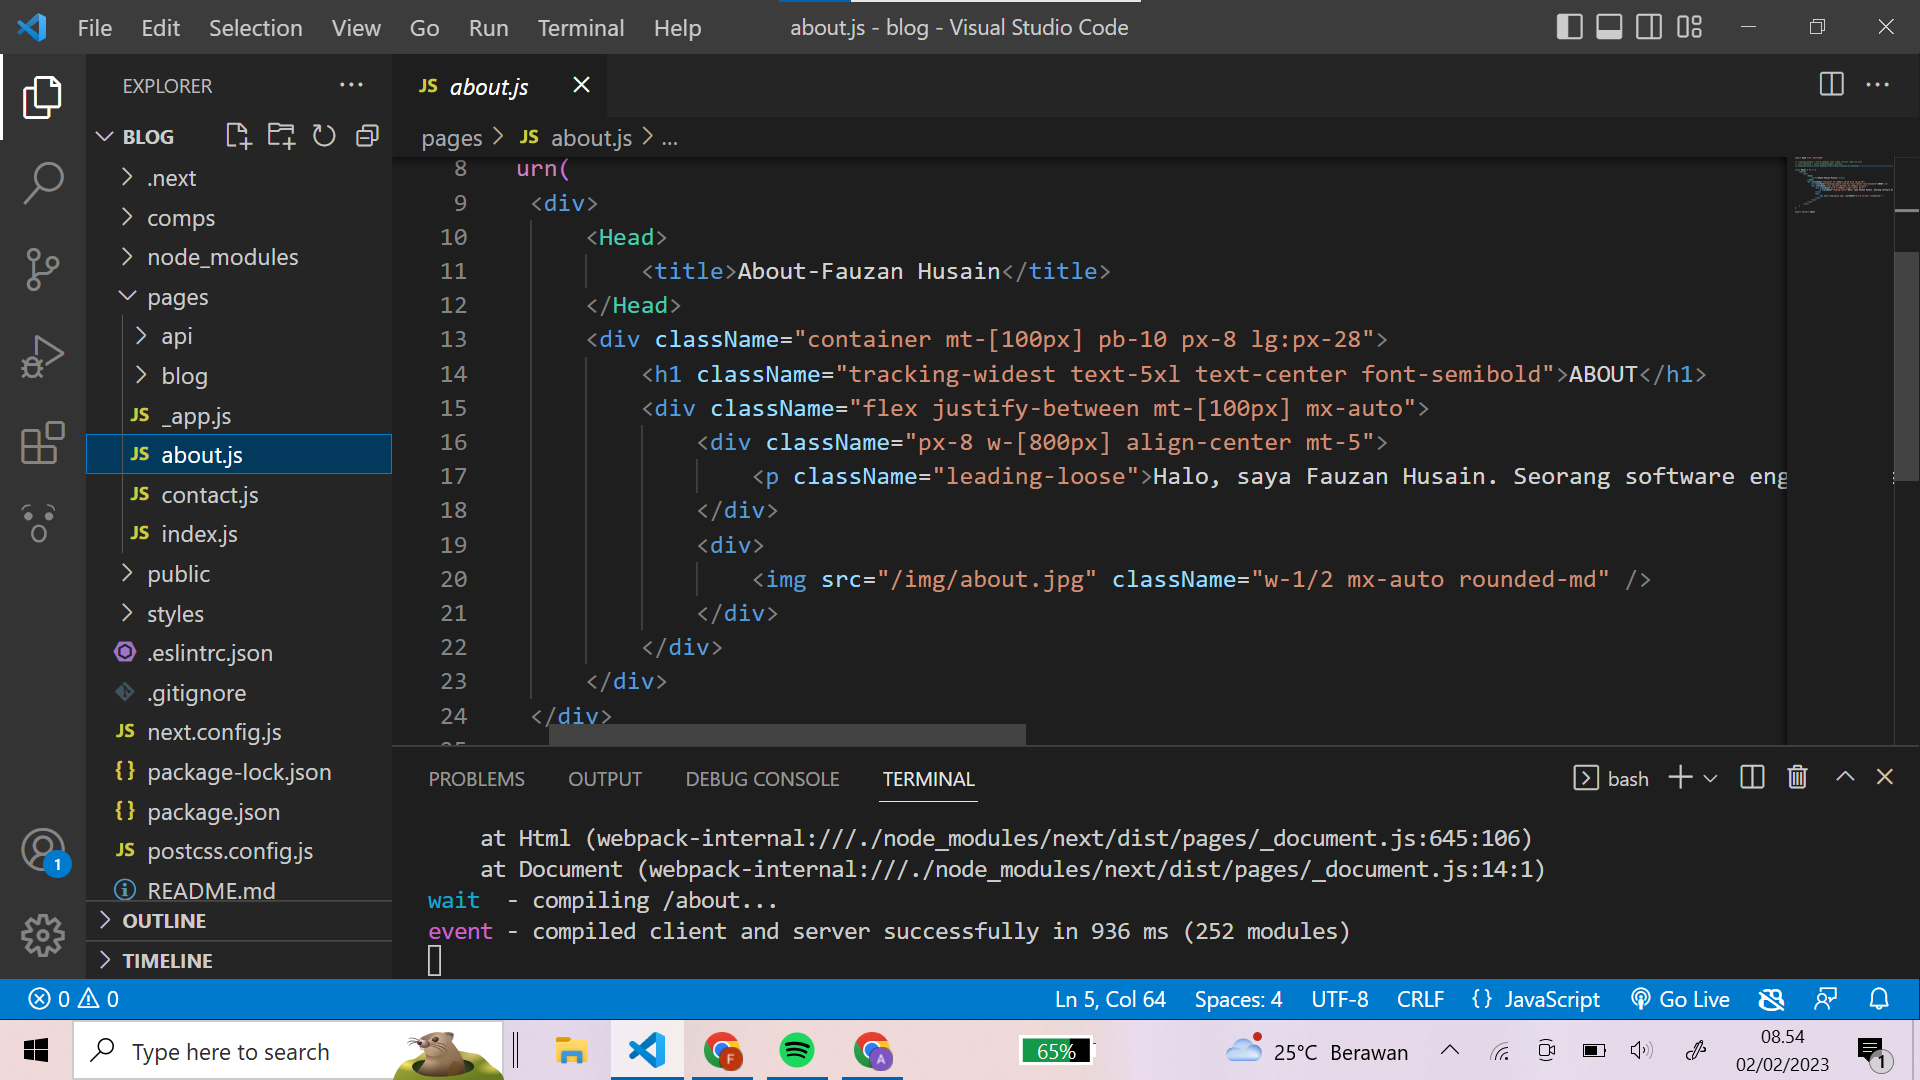 File Edit Selection View Go Run Terminal Help about.js - blog - Visual Studio Code
EXPLORER
BLOG
.next
comps
node_modules
pages
api
blog
JS _app.js
JS about.js
JS contact.js
JS index.js
public
styles
.eslintrc.json
.gitignore
JS next.config.js
{} package-lock.json
{} package.json
JS postcss.config.js
README.md
OUTLINE
TIMELINE
1
JS about.js
pages > JS about.js > ...
8 urn(
9 <div>
10 <Head>
11 <title>About-Fauzan Husain</title>
12 </Head>
13 <div className="container mt-[100px] pb-10 px-8 lg:px-28">
14 <h1 className="tracking-widest text-5xl text-center font-semibold">ABOUT</h1>
15 <div className="flex justify-between mt-[100px] mx-auto">
16 <div className="px-8 w-[800px] align-center mt-5">
17 <p className="leading-loose">Halo, saya Fauzan Husain. Seorang software eng
18 </div>
19 <div>
20 <img src="/img/about.jpg" className="w-1/2 mx-auto rounded-md" />
21 </div>
22 </div>
23 </div>
24 </div>
PROBLEMS OUTPUT DEBUG CONSOLE TERMINAL bash
at Html (webpack-internal:///./node_modules/next/dist/pages/_document.js:645:106)
at Document (webpack-internal:///./node_modules/next/dist/pages/_document.js:14:1)
wait - compiling /about...
event - compiled client and server successfully in 936 ms (252 modules)
0 0 Ln 5, Col 64 Spaces: 4 UTF-8 CRLF {} JavaScript Go Live
Type here to search F A 65% 25°C Berawan 08.54
02/02/2023 1